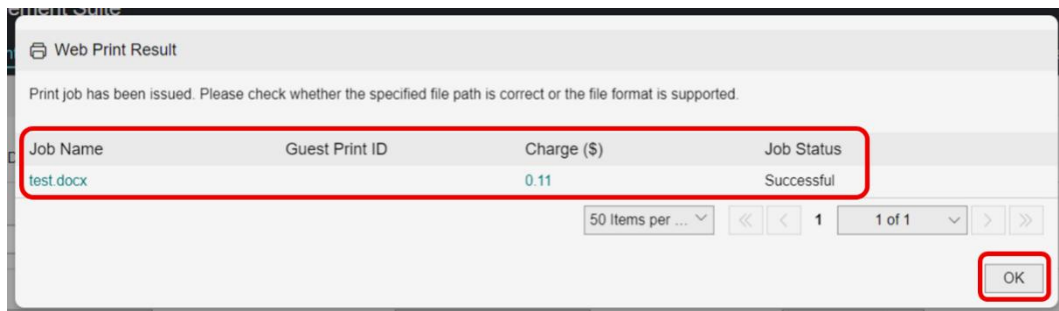 Web Print Result
Print job has been issued. Please check whether the specified file path is correct or the file format is supported.
Job Name Guest Print ID Charge ($) Job Status
test.docx 0.11 Successful
50 Items per ... 1 1 of 1
OK